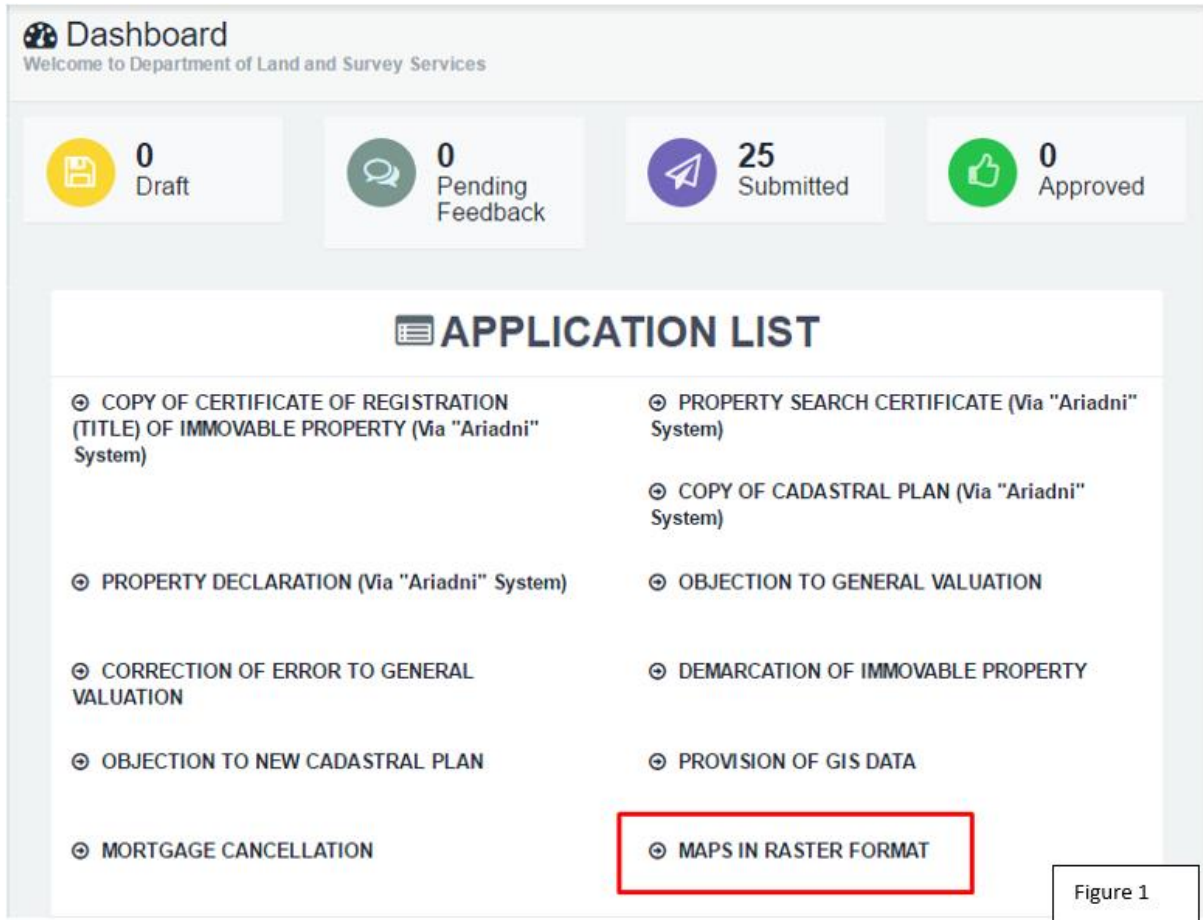 Dashboard
Welcome to Department of Land and Survey Services
0
Draft
0
Pending
Feedback
25
Submitted
0
Approved
APPLICATION LIST
COPY OF CERTIFICATE OF REGISTRATION
(TITLE) OF IMMOVABLE PROPERTY (Via "Ariadni"
System)
PROPERTY SEARCH CERTIFICATE (Via "Ariadni"
System)
COPY OF CADASTRAL PLAN (Via "Ariadni"
System)
PROPERTY DECLARATION (Via "Ariadni" System)
OBJECTION TO GENERAL VALUATION
CORRECTION OF ERROR TO GENERAL
VALUATION
DEMARCATION OF IMMOVABLE PROPERTY
OBJECTION TO NEW CADASTRAL PLAN
PROVISION OF GIS DATA
MORTGAGE CANCELLATION
MAPS IN RASTER FORMAT
Figure 1